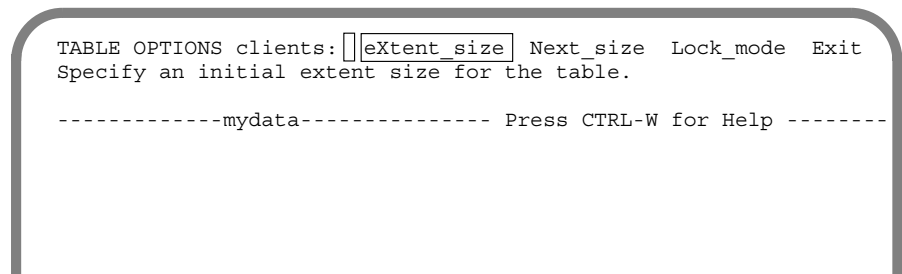 TABLE OPTIONS clients: eXtent_size Next_size Lock_mode Exit
Specify an initial extent size for the table.
-------------mydata--------------- Press CTRL-W for Help --------